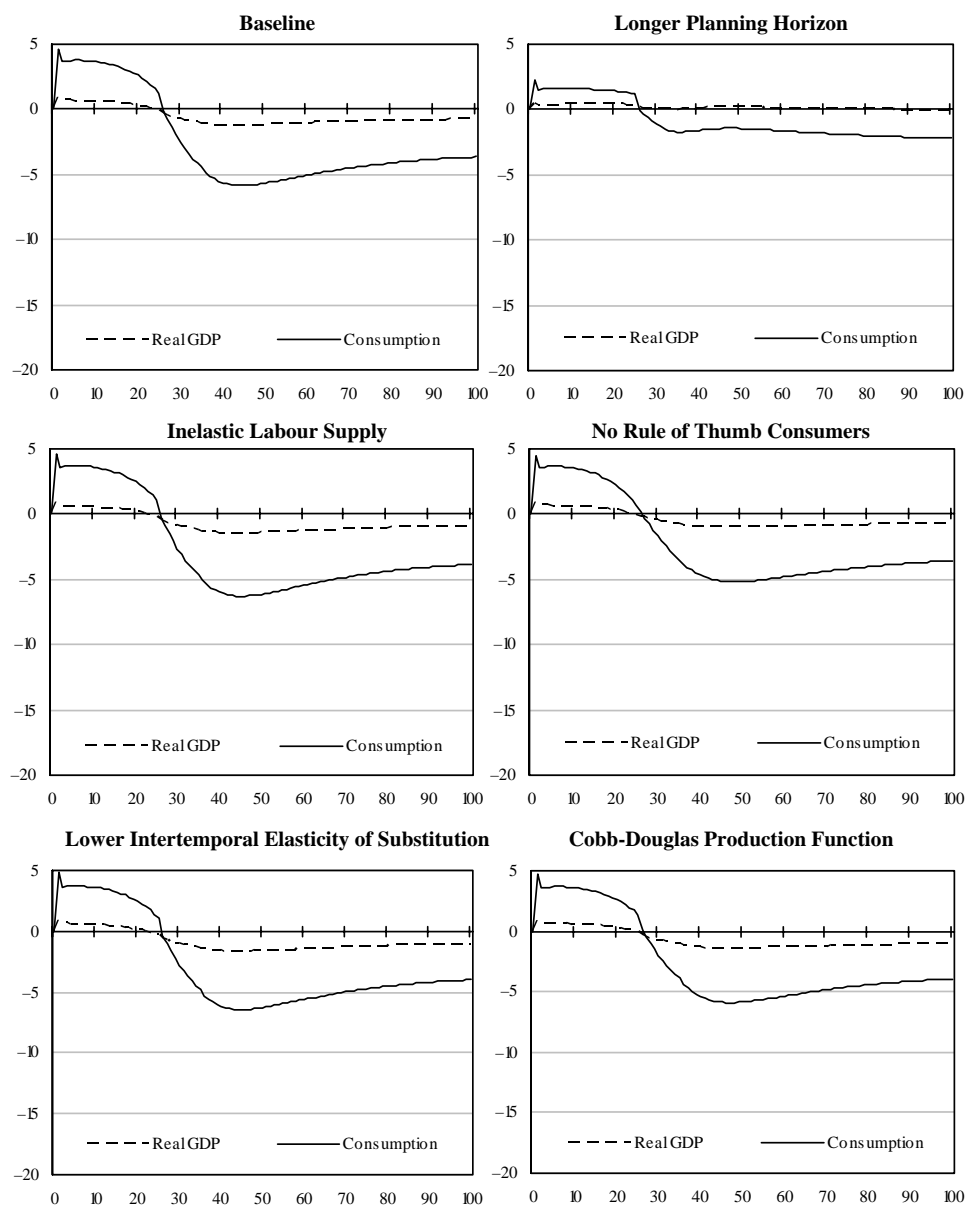 Baseline
5
0
–5
–10
–15
–20
Real GDP Consumption
0 10 20 30 40 50 60 70 80 90 100
Longer Planning Horizon
5
0
–5
–10
–15
–20
Real GDP Consumption
0 10 20 30 40 50 60 70 80 90 100
Inelastic Labour Supply
5
0
–5
–10
–15
–20
Real GDP Consumption
0 10 20 30 40 50 60 70 80 90 100
No Rule of Thumb Consumers
5
0
–5
–10
–15
–20
Real GDP Consumption
0 10 20 30 40 50 60 70 80 90 100
Lower Intertemporal Elasticity of Substitution
5
0
–5
–10
–15
–20
Real GDP Consumption
0 10 20 30 40 50 60 70 80 90 100
Cobb-Douglas Production Function
5
0
–5
–10
–15
–20
Real GDP Consumption
0 10 20 30 40 50 60 70 80 90 100